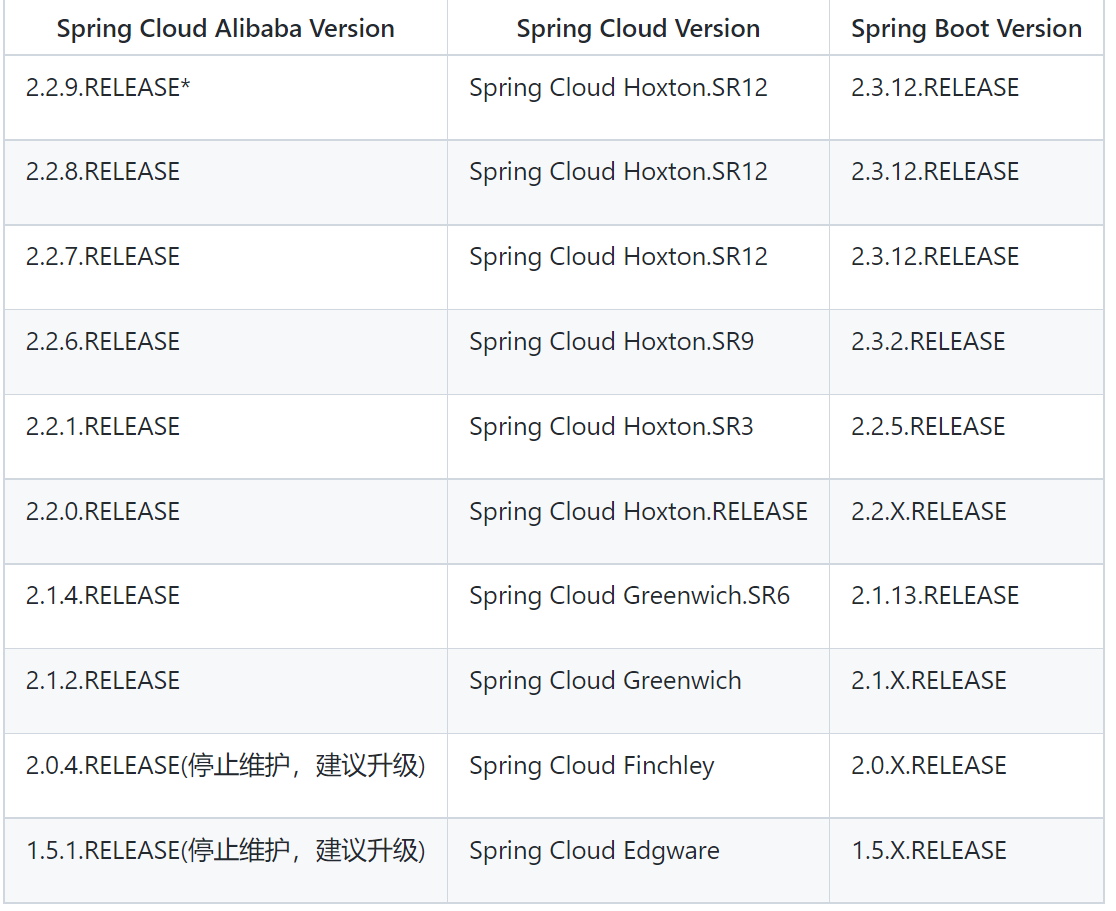 Spring Cloud Alibaba Version Spring Cloud Version Spring Boot Version
2.2.9.RELEASE* Spring Cloud Hoxton.SR12 2.3.12.RELEASE
2.2.8.RELEASE Spring Cloud Hoxton.SR12 2.3.12.RELEASE
2.2.7.RELEASE Spring Cloud Hoxton.SR12 2.3.12.RELEASE
2.2.6.RELEASE Spring Cloud Hoxton.SR9 2.3.2.RELEASE
2.2.1.RELEASE Spring Cloud Hoxton.SR3 2.2.5.RELEASE
2.2.0.RELEASE Spring Cloud Hoxton.RELEASE 2.2.X.RELEASE
2.1.4.RELEASE Spring Cloud Greenwich.SR6 2.1.13.RELEASE
2.1.2.RELEASE Spring Cloud Greenwich 2.1.X.RELEASE
2.0.4.RELEASE(停止维护，建议升级) Spring Cloud Finchley 2.0.X.RELEASE
1.5.1.RELEASE(停止维护，建议升级) Spring Cloud Edgware 1.5.X.RELEASE